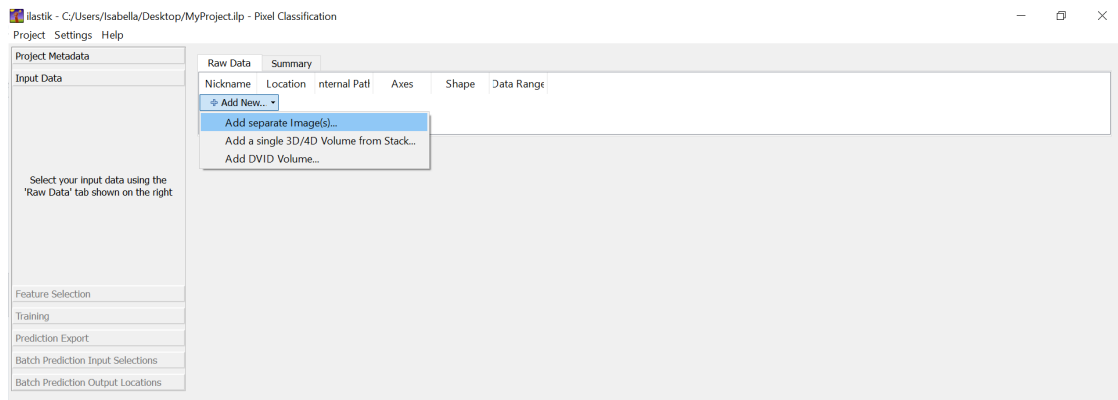 ilastik - C:/Users/Isabella/Desktop/MyProject.ilp - Pixel Classification
Project Settings Help
Project Metadata
Input Data
Select your input data using the
'Raw Data' tab shown on the right
Feature Selection
Training
Prediction Export
Batch Prediction Input Selections
Batch Prediction Output Locations
Raw Data Summary
Nickname Location nternal Path Axes Shape Data Range
Add New...
Add separate Image(s)...
Add a single 3D/4D Volume from Stack...
Add DVID Volume...